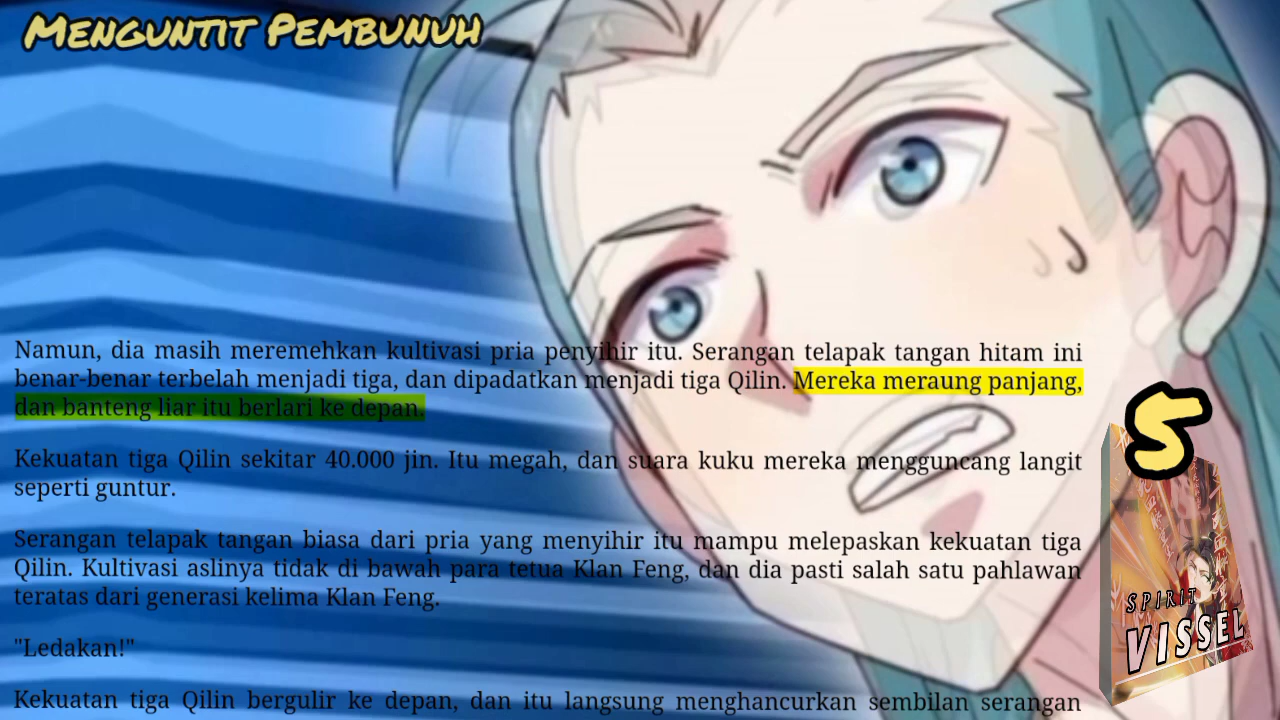 Menguntit Pembunuh
Namun, dia masih meremehkan kultivasi pria penyihir itu. Serangan telapak tangan hitam ini
benar-benar terbelah menjadi tiga, dan dipadatkan menjadi tiga Qilin. Mereka meraung panjang,
dan banteng liar itu berlari ke depan.
Kekuatan tiga Qilin sekitar 40.000 jin. Itu megah, dan suara kuku mereka mengguncang langit
seperti guntur.
Serangan telapak tangan biasa dari pria yang menyihir itu mampu melepaskan kekuatan tiga
Qilin. Kultivasi aslinya tidak di bawah para tetua Klan Feng, dan dia pasti salah satu pahlawan
teratas dari generasi kelima Klan Feng.
"Ledakan!"
Kekuatan tiga Qilin bergulir ke depan, dan itu langsung menghancurkan sembilan serangan
5
SPIRIT
VISSEL